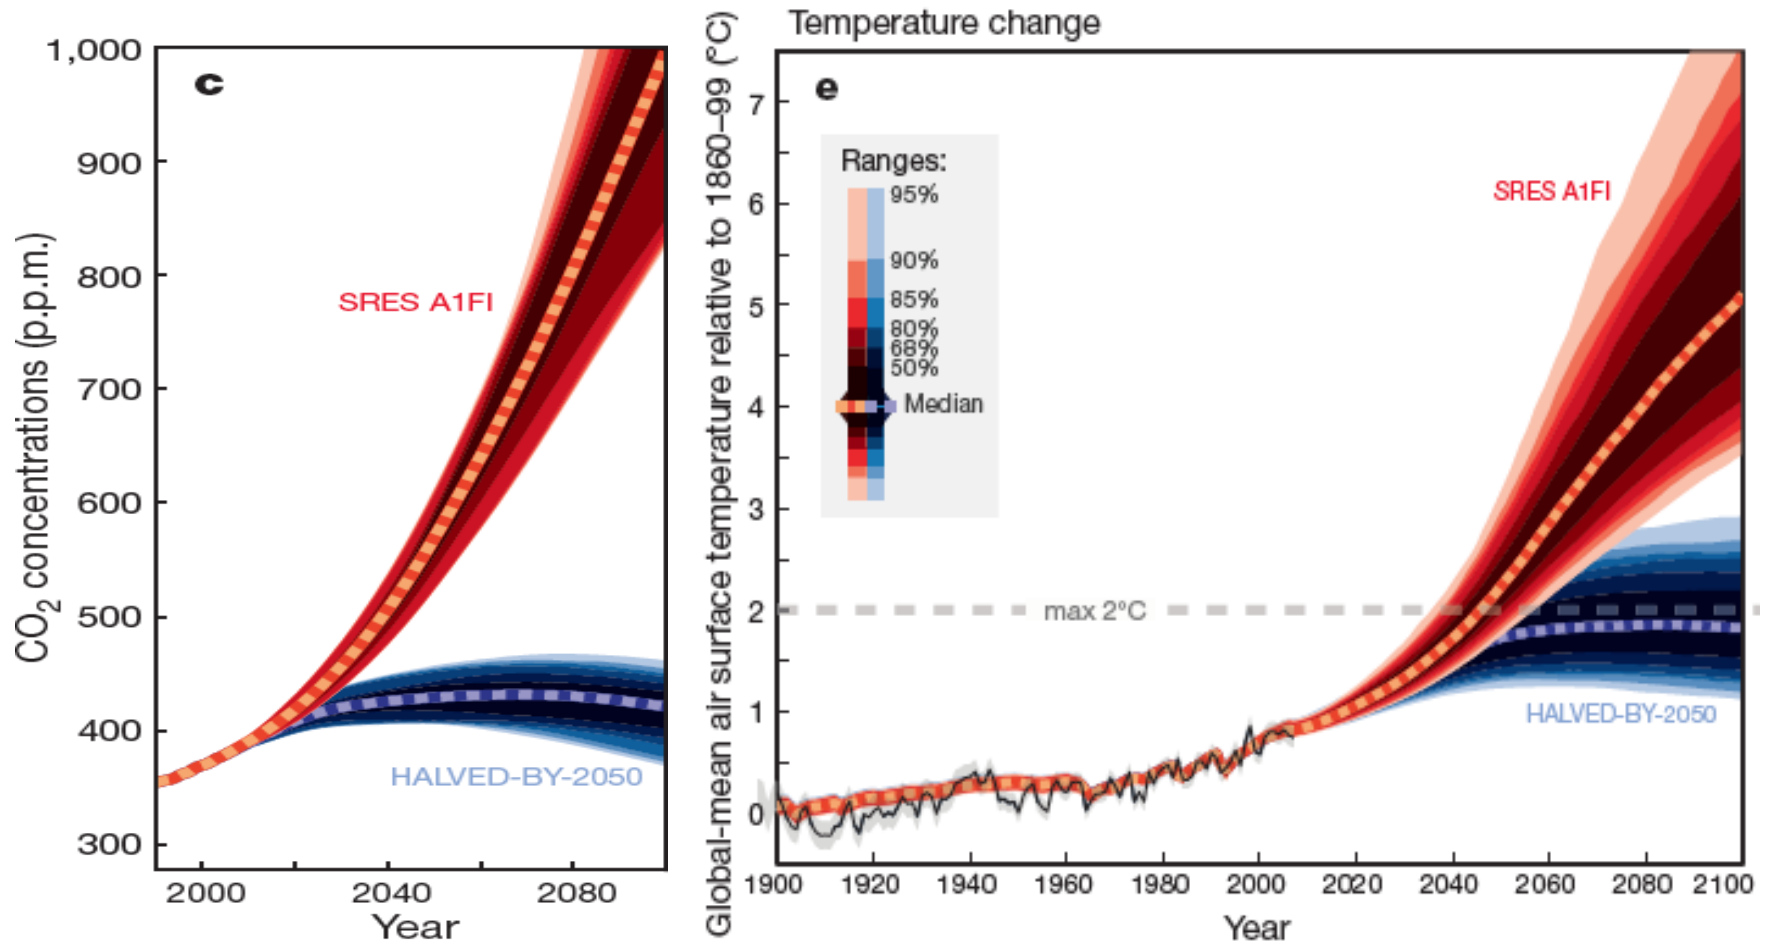 c
1,000
900
800
700
600
500
400
300
CO2 concentrations (p.p.m.)
SRES A1FI
HALVED-BY-2050
2000
2040
2080
Year
Temperature change
e
Global-mean air surface temperature relative to 1860–99 (°C)
7
6
5
4
3
2
1
0
Ranges:
95%
90%
85%
80%
68%
50%
Median
SRES A1FI
max 2°C
HALVED-BY-2050
1900 1920 1940 1960 1980 2000 2020 2040 2060 2080 2100
Year